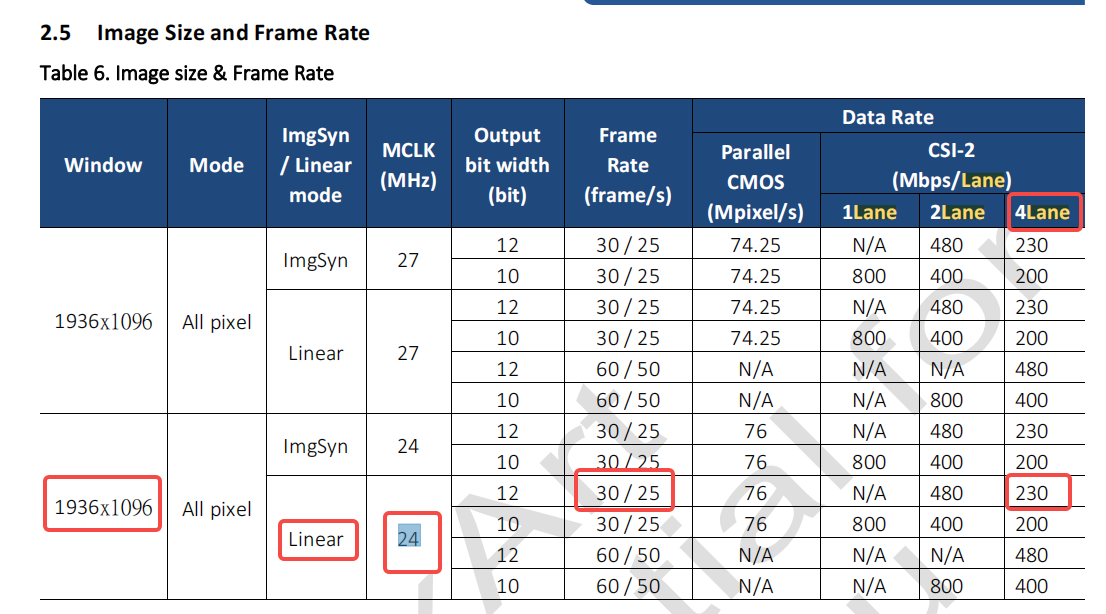 2.5 Image Size and Frame Rate
Table 6. Image size & Frame Rate
Window Mode ImgSyn / Linear mode MCLK (MHz) Output bit width (bit) Frame Rate (frame/s) Data Rate
Parallel CMOS (Mpixel/s) CSI-2 (Mbps/Lane)
1Lane 2Lane 4Lane
1936x1096 All pixel ImgSyn 27 12 30 / 25 74.25 N/A 480 230
10 30 / 25 74.25 800 400 200
Linear 27 12 30 / 25 74.25 N/A 480 230
10 30 / 25 74.25 800 400 200
12 60 / 50 N/A N/A N/A 480
10 60 / 50 N/A N/A 800 400
1936x1096 All pixel ImgSyn 24 12 30 / 25 76 N/A 480 230
10 30 / 25 76 800 400 200
Linear 24 12 30 / 25 76 N/A 480 230
10 30 / 25 76 800 400 200
12 60 / 50 N/A N/A N/A 480
10 60 / 50 N/A N/A 800 400